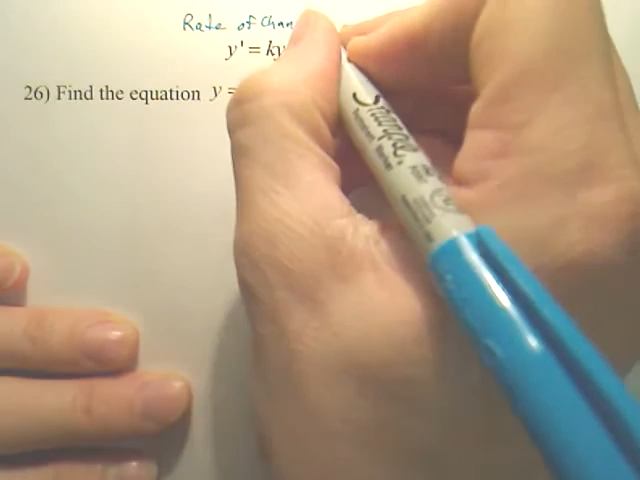 Rate of Chan
y' = ky
26) Find the equation y =
Sharpie